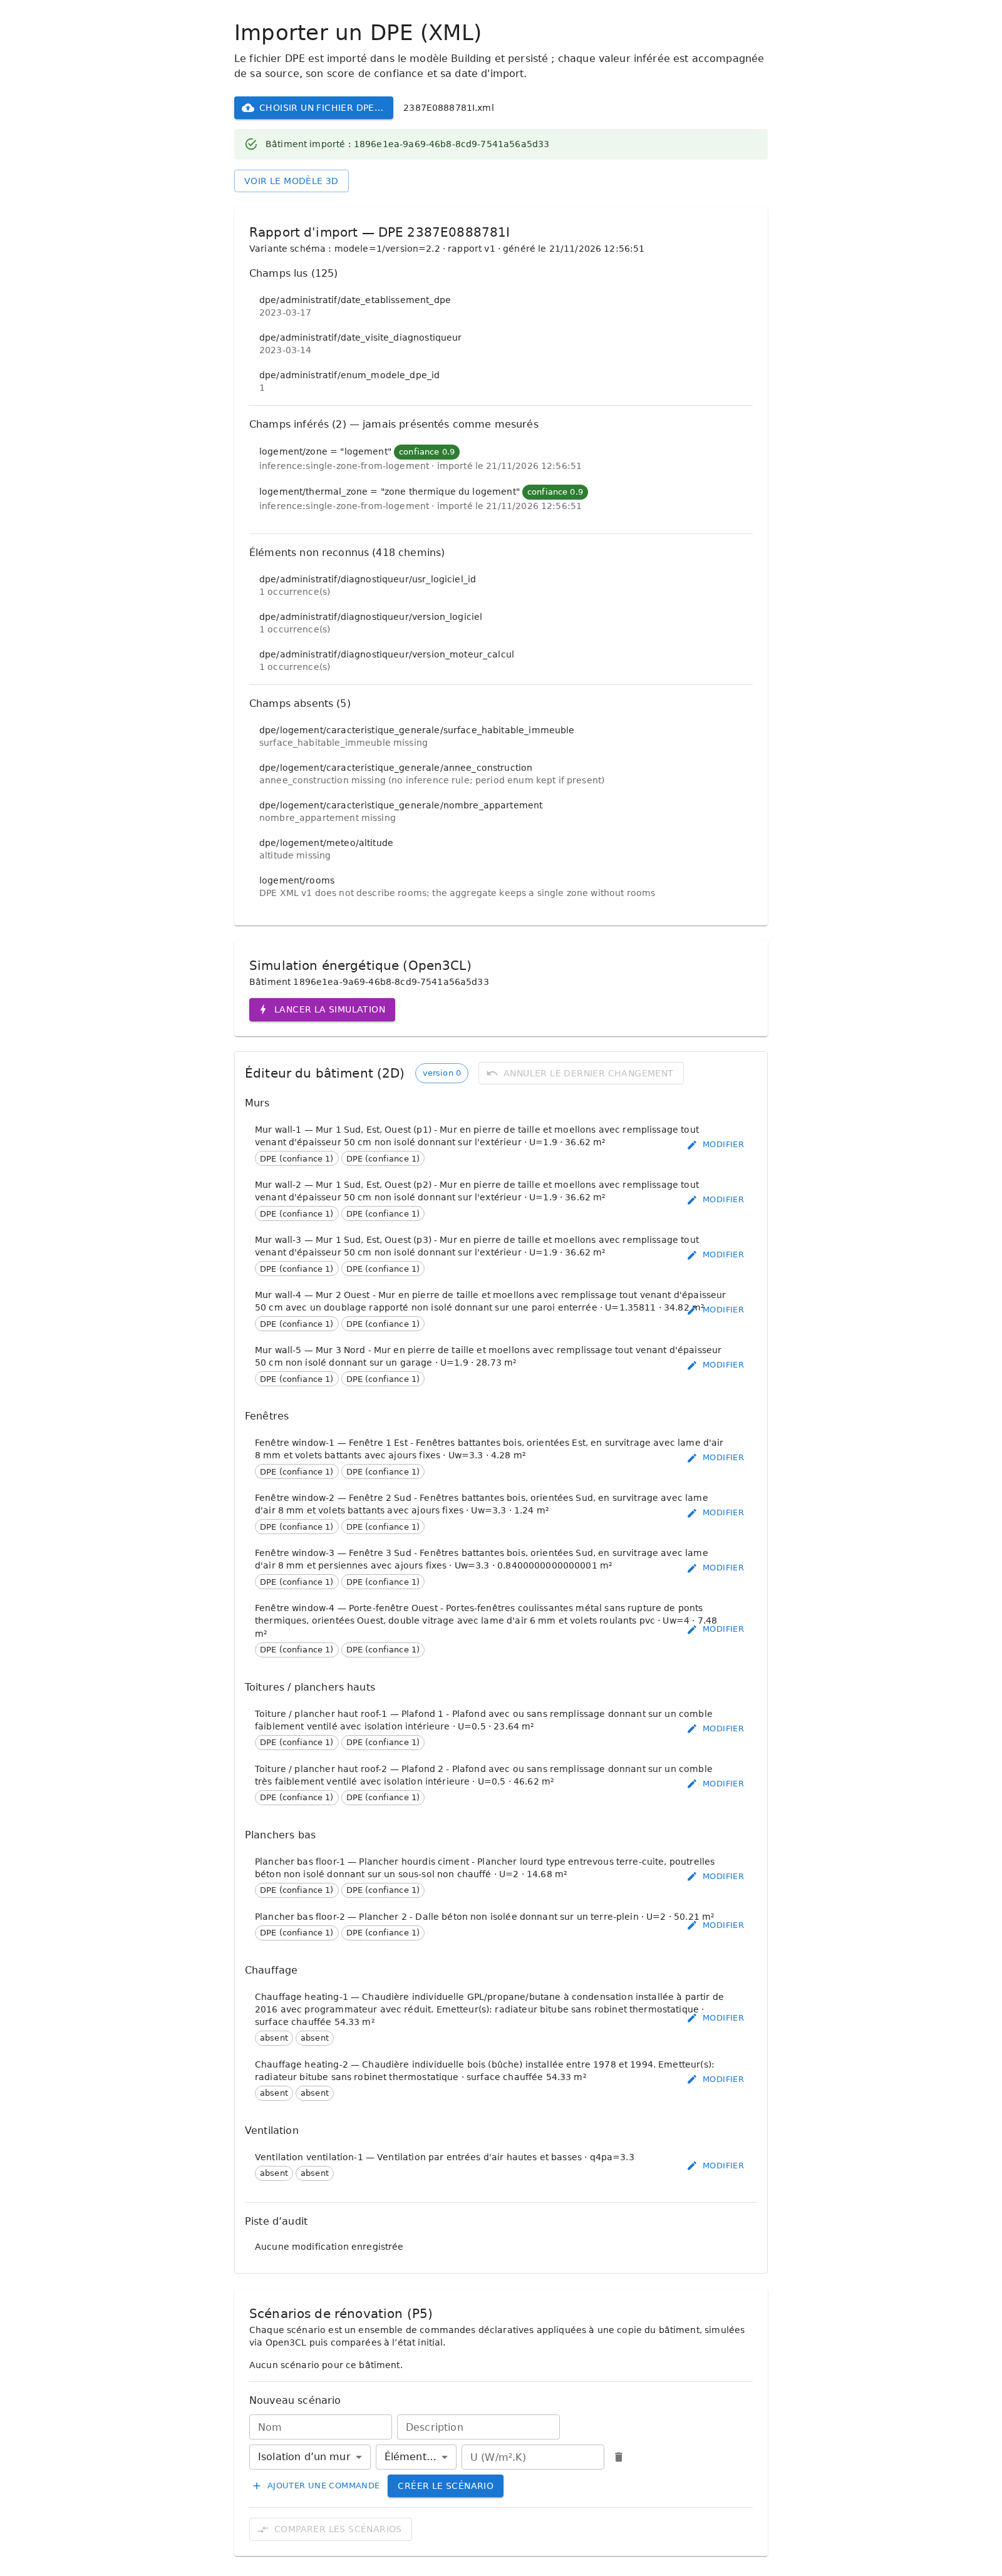 Importer un DPE (XML)
Le fichier DPE est importé dans le modèle Building et persisté ; chaque valeur inférée est accompagnée
de sa source, son score de confiance et sa date d'import.
CHOISIR UN FICHIER DPE... 2387E0888781I.xml
Bâtiment importé : 1896e1ea-9a69-46b8-8cd9-7541a56a5d33
VOIR LE MODÈLE 3D
Rapport d'import — DPE 2387E0888781I
Variante schéma : modele=1/version=2.2 · rapport v1 · généré le 21/11/2026 12:56:51
Champs lus (125)
dpe/administratif/date_etablissement_dpe
2023-03-17
dpe/administratif/date_visite_diagnostiqueur
2023-03-14
dpe/administratif/enum_modele_dpe_id
1
Champs inférés (2) — jamais présentés comme mesurés
logement/zone = "logement" confiance 0.9
inference:single-zone-from-logement · importé le 21/11/2026 12:56:51
logement/thermal_zone = "zone thermique du logement" confiance 0.9
inference:single-zone-from-logement · importé le 21/11/2026 12:56:51
Éléments non reconnus (418 chemins)
dpe/administratif/diagnostiqueur/usr_logiciel_id
1 occurrence(s)
dpe/administratif/diagnostiqueur/version_logiciel
1 occurrence(s)
dpe/administratif/diagnostiqueur/version_moteur_calcul
1 occurrence(s)
Champs absents (5)
dpe/logement/caracteristique_generale/surface_habitable_immeuble
surface_habitable_immeuble missing
dpe/logement/caracteristique_generale/annee_construction
annee_construction missing (no inference rule; period enum kept if present)
dpe/logement/caracteristique_generale/nombre_appartement
nombre_appartement missing
dpe/logement/meteo/altitude
altitude missing
logement/rooms
DPE XML v1 does not describe rooms; the aggregate keeps a single zone without rooms
Simulation énergétique (Open3CL)
Bâtiment 1896e1ea-9a69-46b8-8cd9-7541a56a5d33
LANCER LA SIMULATION
Éditeur du bâtiment (2D) version 0 ANNULER LE DERNIER CHANGEMENT
Murs
Mur wall-1 — Mur 1 Sud, Est, Ouest (p1) - Mur en pierre de taille et moellons avec remplissage tout
venant d'épaisseur 50 cm non isolé donnant sur l'extérieur · U=1.9 · 36.62 m²
MODIFIER
DPE (confiance 1) DPE (confiance 1)
Mur wall-2 — Mur 1 Sud, Est, Ouest (p2) - Mur en pierre de taille et moellons avec remplissage tout
venant d'épaisseur 50 cm non isolé donnant sur l'extérieur · U=1.9 · 36.62 m²
MODIFIER
DPE (confiance 1) DPE (confiance 1)
Mur wall-3 — Mur 1 Sud, Est, Ouest (p3) - Mur en pierre de taille et moellons avec remplissage tout
venant d'épaisseur 50 cm non isolé donnant sur l'extérieur · U=1.9 · 36.62 m²
MODIFIER
DPE (confiance 1) DPE (confiance 1)
Mur wall-4 — Mur 2 Ouest - Mur en pierre de taille et moellons avec remplissage tout venant d'épaisseur
50 cm avec un doublage rapporté non isolé donnant sur une paroi enterrée · U=1.35811 · 34.82 m²
MODIFIER
DPE (confiance 1) DPE (confiance 1)
Mur wall-5 — Mur 3 Nord - Mur en pierre de taille et moellons avec remplissage tout venant d'épaisseur
50 cm non isolé donnant sur un garage · U=1.9 · 28.73 m²
MODIFIER
DPE (confiance 1) DPE (confiance 1)
Fenêtres
Fenêtre window-1 — Fenêtre 1 Est - Fenêtres battantes bois, orientées Est, en survitrage avec lame d'air
8 mm et volets battants avec ajours fixes · Uw=3.3 · 4.28 m²
MODIFIER
DPE (confiance 1) DPE (confiance 1)
Fenêtre window-2 — Fenêtre 2 Sud - Fenêtres battantes bois, orientées Sud, en survitrage avec lame
d'air 8 mm et volets battants avec ajours fixes · Uw=3.3 · 1.24 m²
MODIFIER
DPE (confiance 1) DPE (confiance 1)
Fenêtre window-3 — Fenêtre 3 Sud - Fenêtres battantes bois, orientées Sud, en survitrage avec lame
d'air 8 mm et persiennes avec ajours fixes · Uw=3.3 · 0.8400000000000001 m²
MODIFIER
DPE (confiance 1) DPE (confiance 1)
Fenêtre window-4 — Porte-fenêtre Ouest - Portes-fenêtres coulissantes métal sans rupture de ponts
thermiques, orientées Ouest, double vitrage avec lame d'air 6 mm et volets roulants pvc · Uw=4 · 7.48
m²
MODIFIER
DPE (confiance 1) DPE (confiance 1)
Toitures / planchers hauts
Toiture / plancher haut roof-1 — Plafond 1 - Plafond avec ou sans remplissage donnant sur un comble
faiblement ventilé avec isolation intérieure · U=0.5 · 23.64 m²
MODIFIER
DPE (confiance 1) DPE (confiance 1)
Toiture / plancher haut roof-2 — Plafond 2 - Plafond avec ou sans remplissage donnant sur un comble
très faiblement ventilé avec isolation intérieure · U=0.5 · 46.62 m²
MODIFIER
DPE (confiance 1) DPE (confiance 1)
Planchers bas
Plancher bas floor-1 — Plancher hourdis ciment - Plancher lourd type entrevous terre-cuite, poutrelles
béton non isolé donnant sur un sous-sol non chauffé · U=2 · 14.68 m²
MODIFIER
DPE (confiance 1) DPE (confiance 1)
Plancher bas floor-2 — Plancher 2 - Dalle béton non isolée donnant sur un terre-plein · U=2 · 50.21 m²
MODIFIER
DPE (confiance 1) DPE (confiance 1)
Chauffage
Chauffage heating-1 — Chaudière individuelle GPL/propane/butane à condensation installée à partir de
2016 avec programmateur avec réduit. Emetteur(s): radiateur bitube sans robinet thermostatique ·
surface chauffée 54.33 m²
MODIFIER
absent absent
Chauffage heating-2 — Chaudière individuelle bois (bûche) installée entre 1978 et 1994. Emetteur(s):
radiateur bitube sans robinet thermostatique · surface chauffée 54.33 m²
MODIFIER
absent absent
Ventilation
Ventilation ventilation-1 — Ventilation par entrées d'air hautes et basses · q4pa=3.3
MODIFIER
absent absent
Piste d’audit
Aucune modification enregistrée
Scénarios de rénovation (P5)
Chaque scénario est un ensemble de commandes déclaratives appliquées à une copie du bâtiment, simulées
via Open3CL puis comparées à l’état initial.
Aucun scénario pour ce bâtiment.
Nouveau scénario
Nom Description
Isolation d’un mur Élément... U (W/m².K)
AJOUTER UNE COMMANDE CRÉER LE SCÉNARIO
COMPARER LES SCÉNARIOS